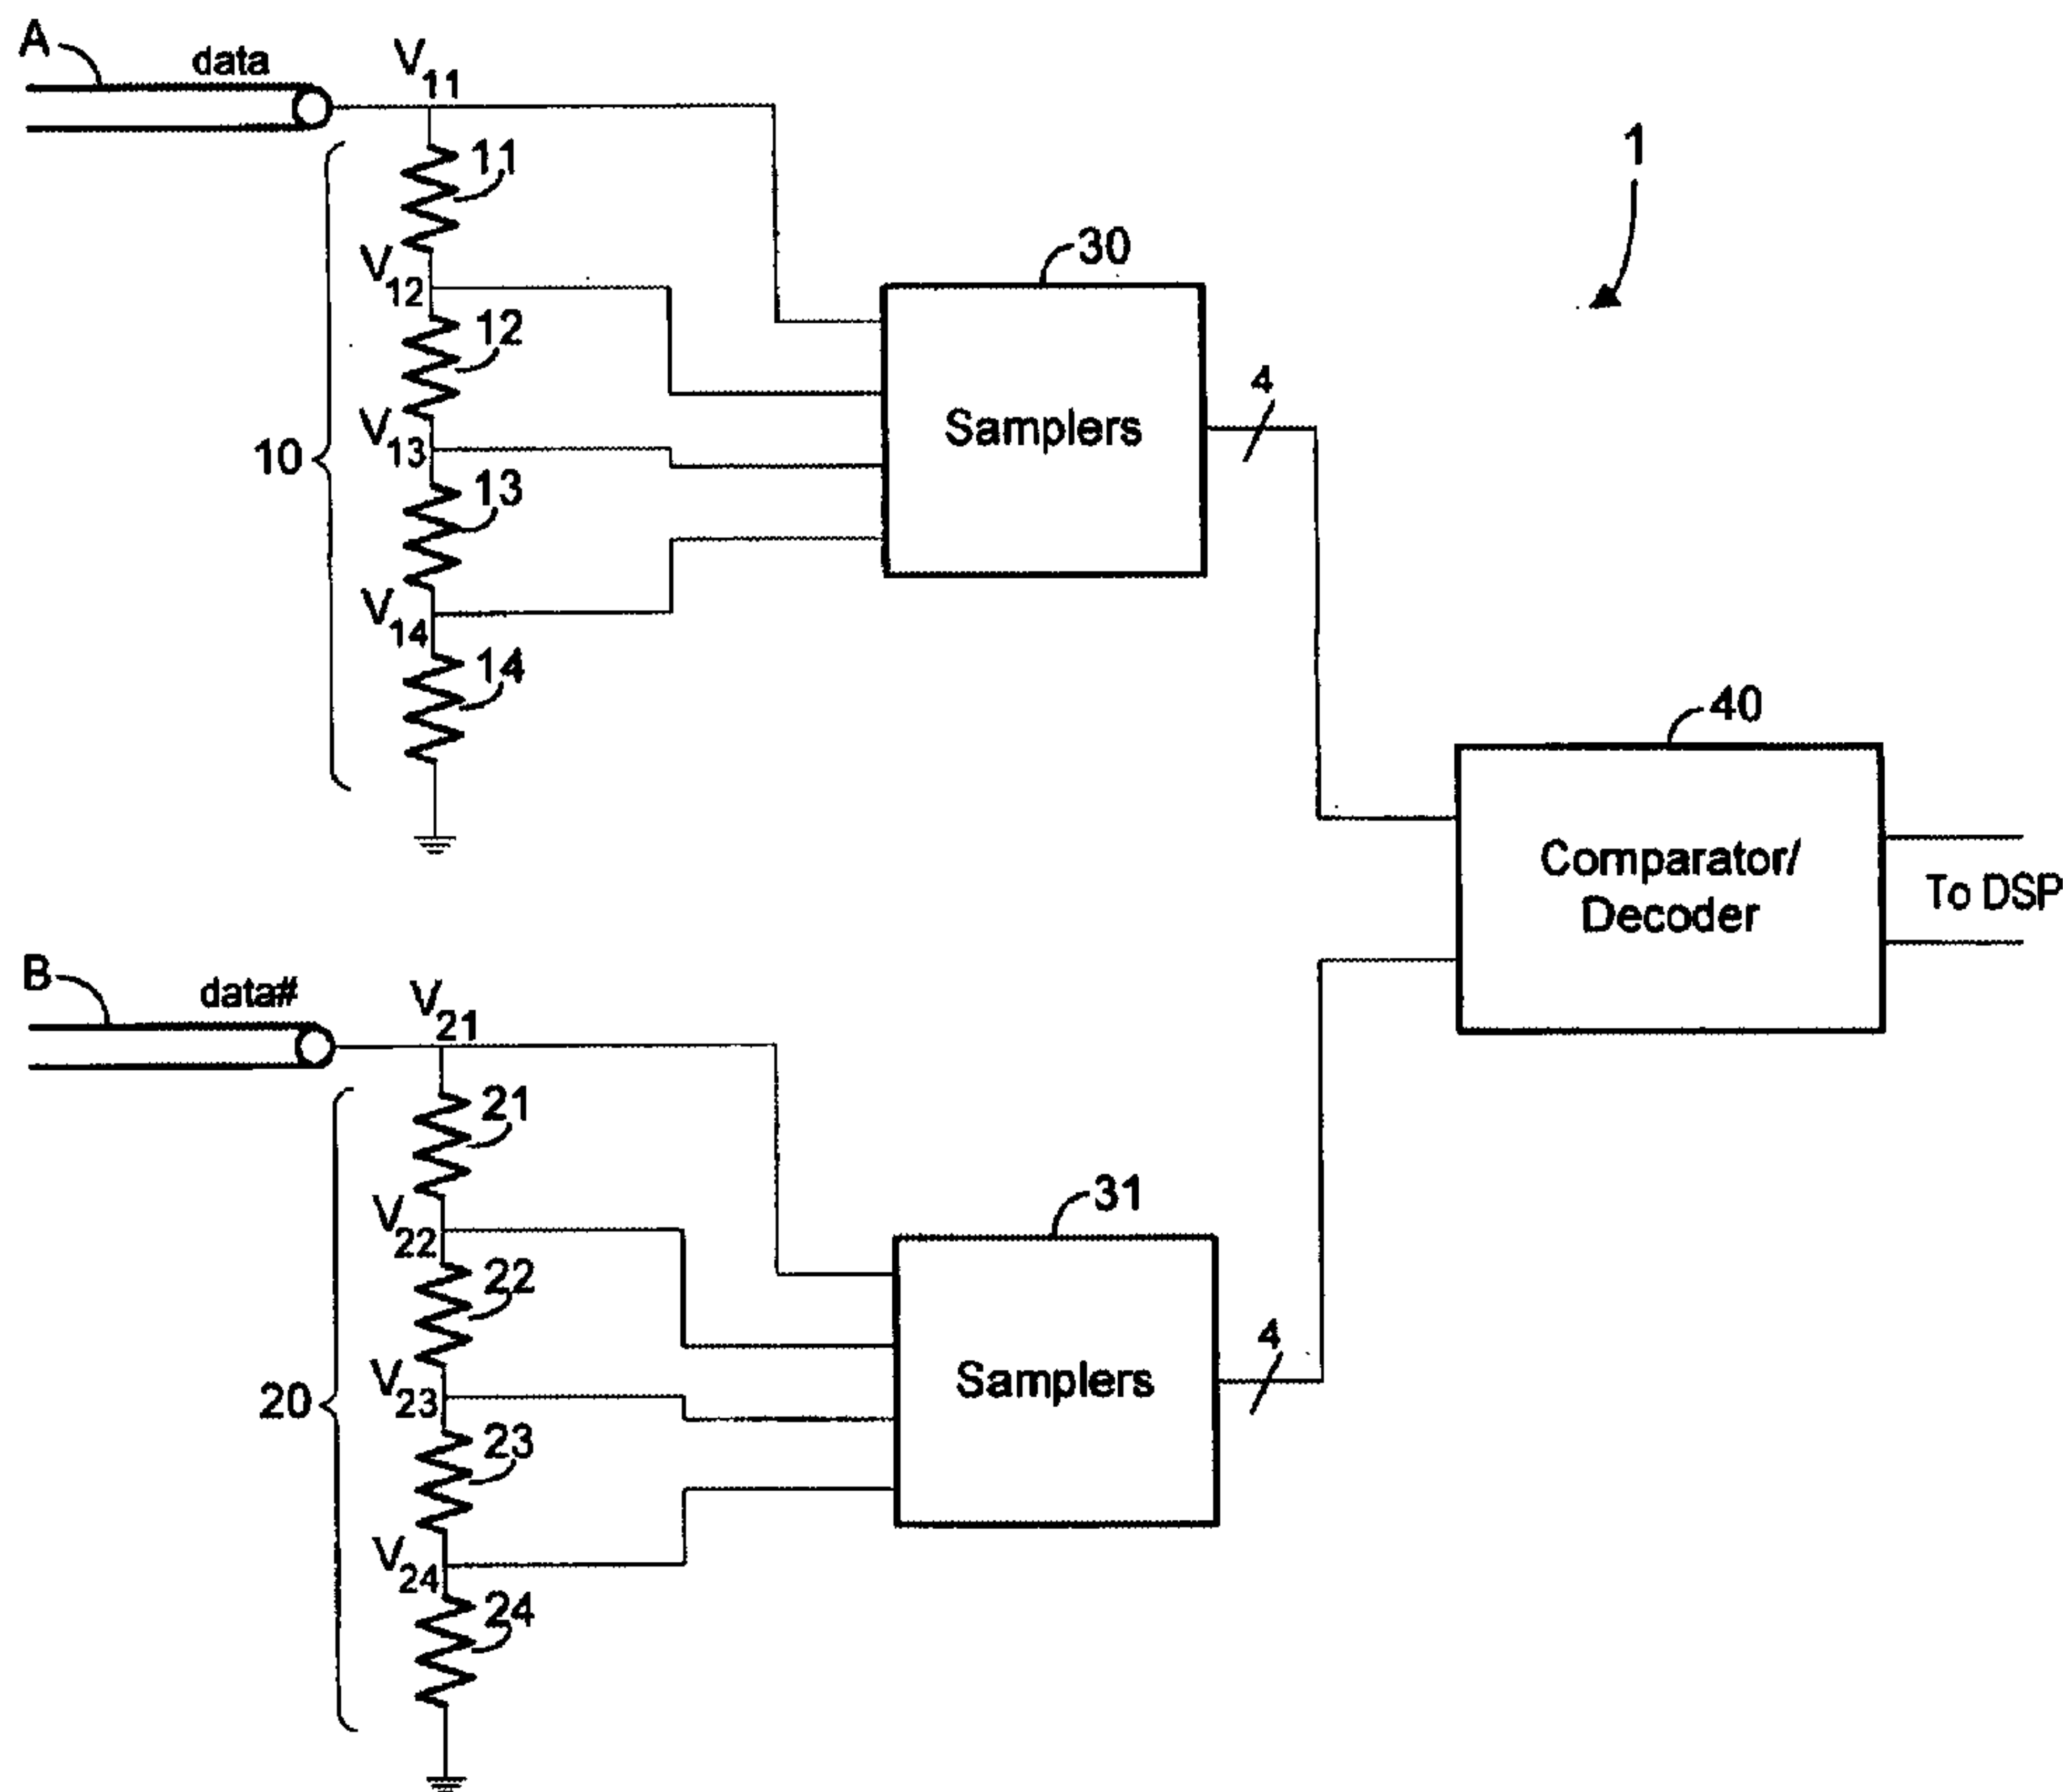 A
data
V11
1
11
V12
30
12
4
Samplers
V13
10
13
V14
14
40
Comparator/
Decoder
To DSP
B
data#
V21
21
31
V22
22
4
Samplers
V23
20
23
V24
24